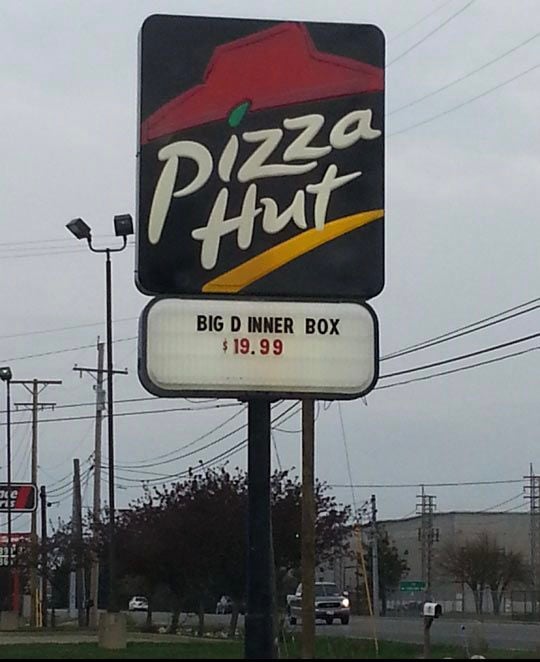 Pizza
Hut
BIG D INNER BOX
$19.99